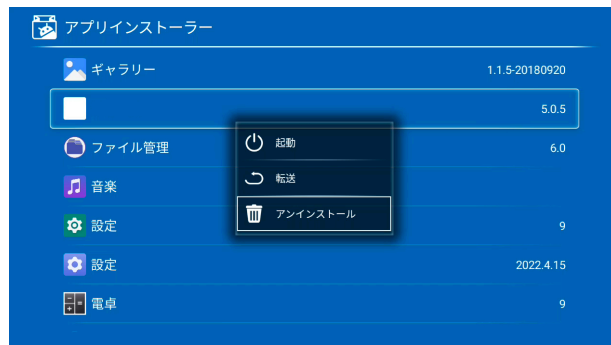 アプリインストーラー
ギャラリー 1.1.5-20180920
5.0.5
起動
ファイル管理 6.0
転送
音楽
アンインストール
設定 9
設定 2022.4.15
電卓 9